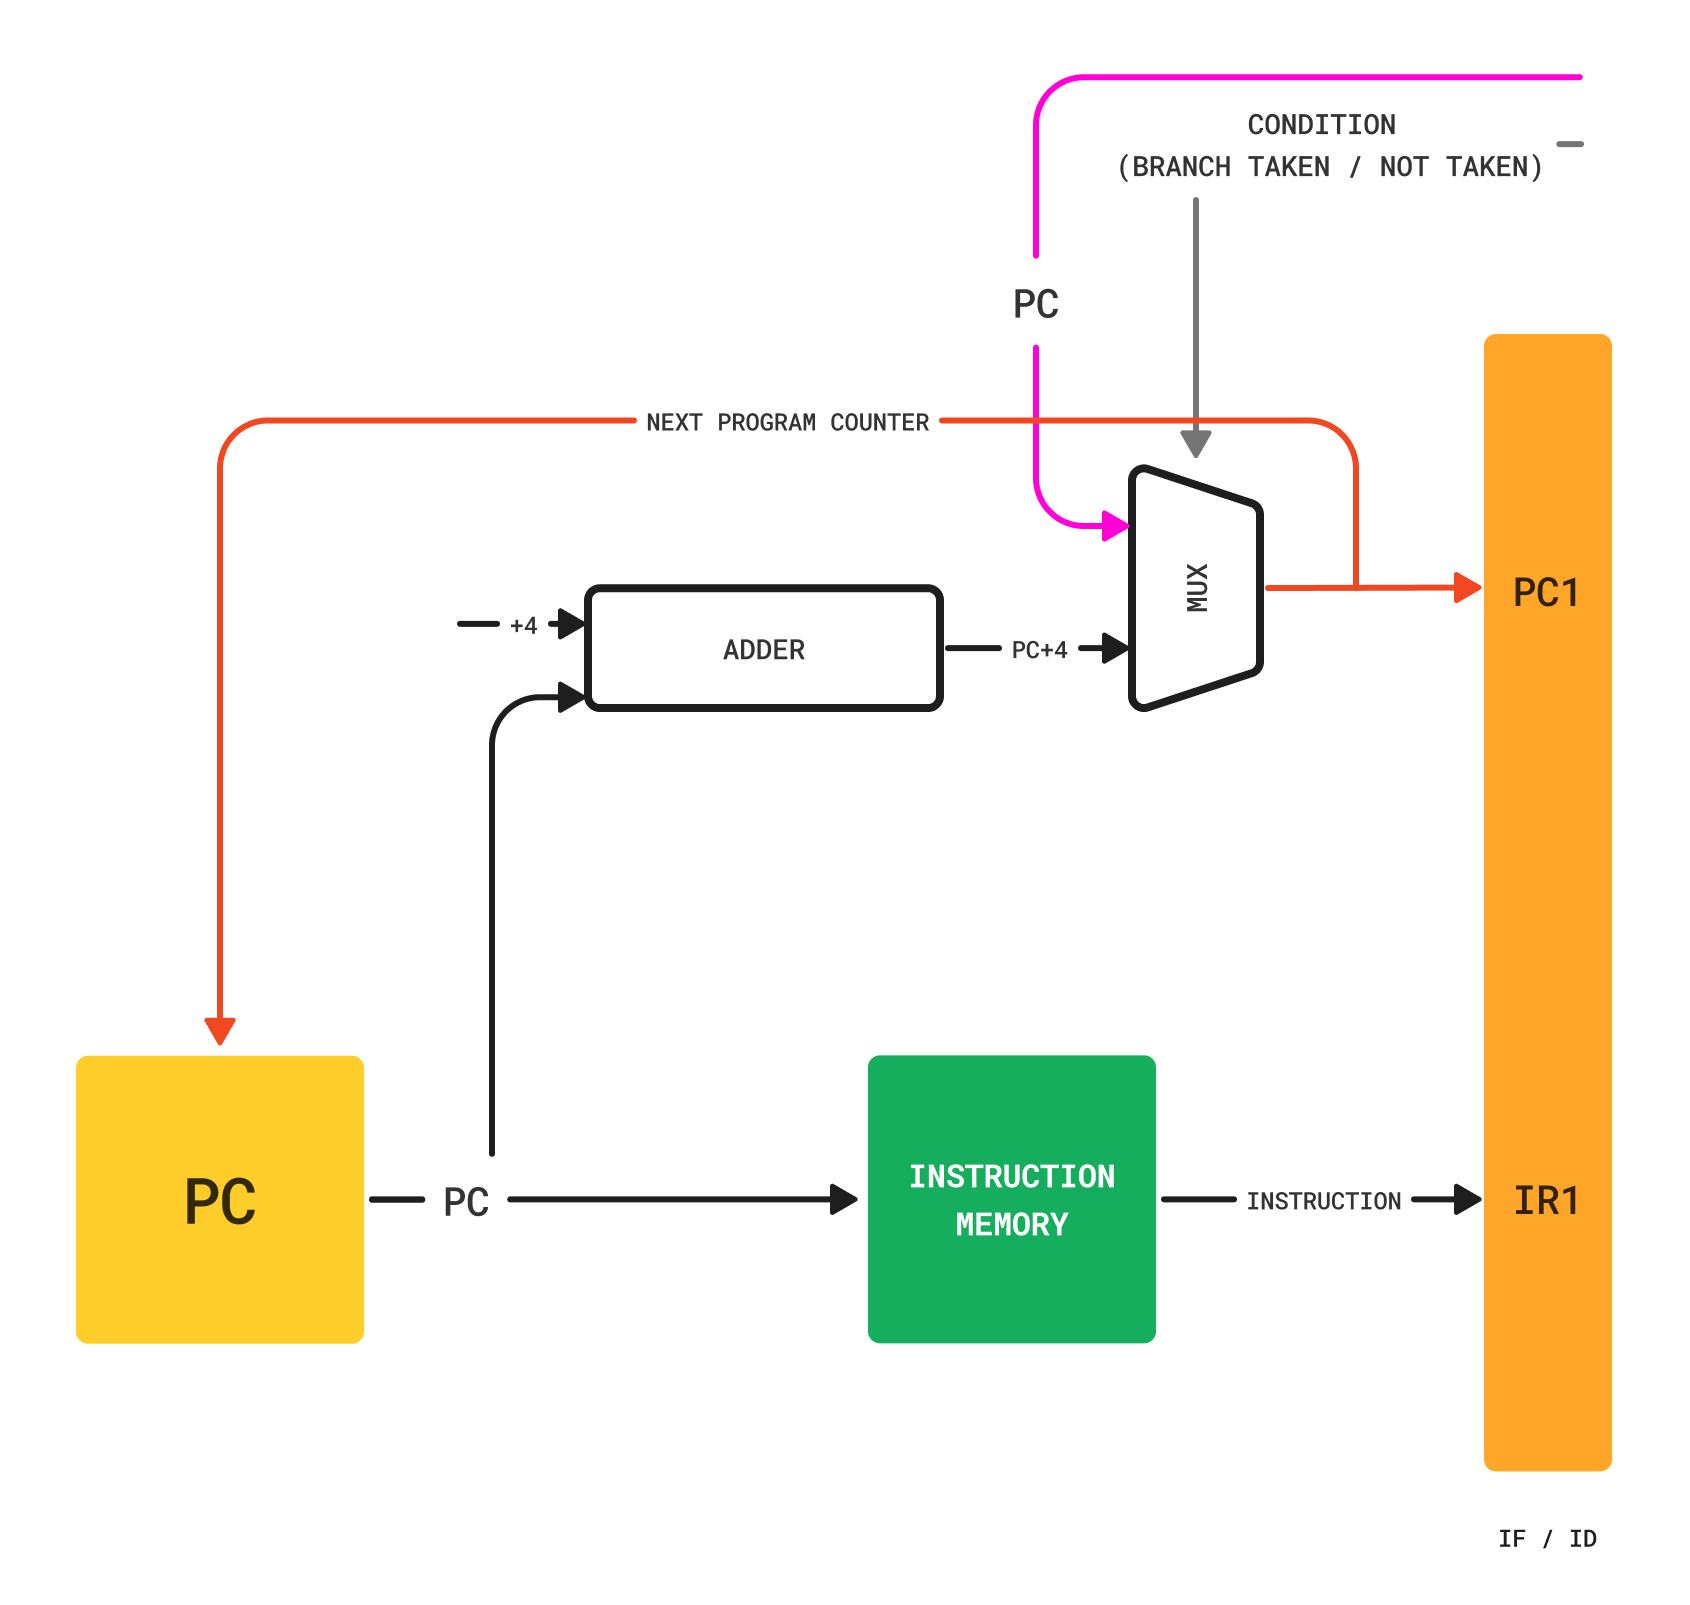 CONDITION
(BRANCH TAKEN / NOT TAKEN)
PC
NEXT PROGRAM COUNTER
MUX
PC1
+4
ADDER
PC+4
PC
PC
INSTRUCTION
MEMORY
INSTRUCTION
IR1
IF / ID